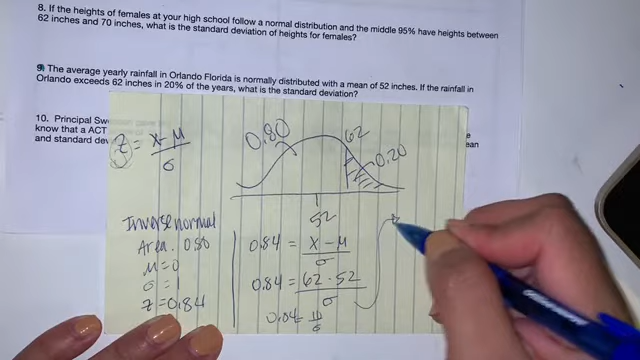 8. If the heights of females at your high school follow a normal distribution and the middle 95% have heights between
62 inches and 70 inches, what is the standard deviation of heights for females?
9. The average yearly rainfall in Orlando Florida is normally distributed with a mean of 52 inches. If the rainfall in
Orlando exceeds 62 inches in 20% of the years, what is the standard deviation?
10. Principal
know that a ACT
and standard
z = x - μ
σ
0.80
62
0.20
52
Inverse normal
Area: 0.80
μ = 0
σ = 1
z = 0.84
0.84 = x - μ
σ
0.84 = 62 - 52
σ
0.84 =
σ